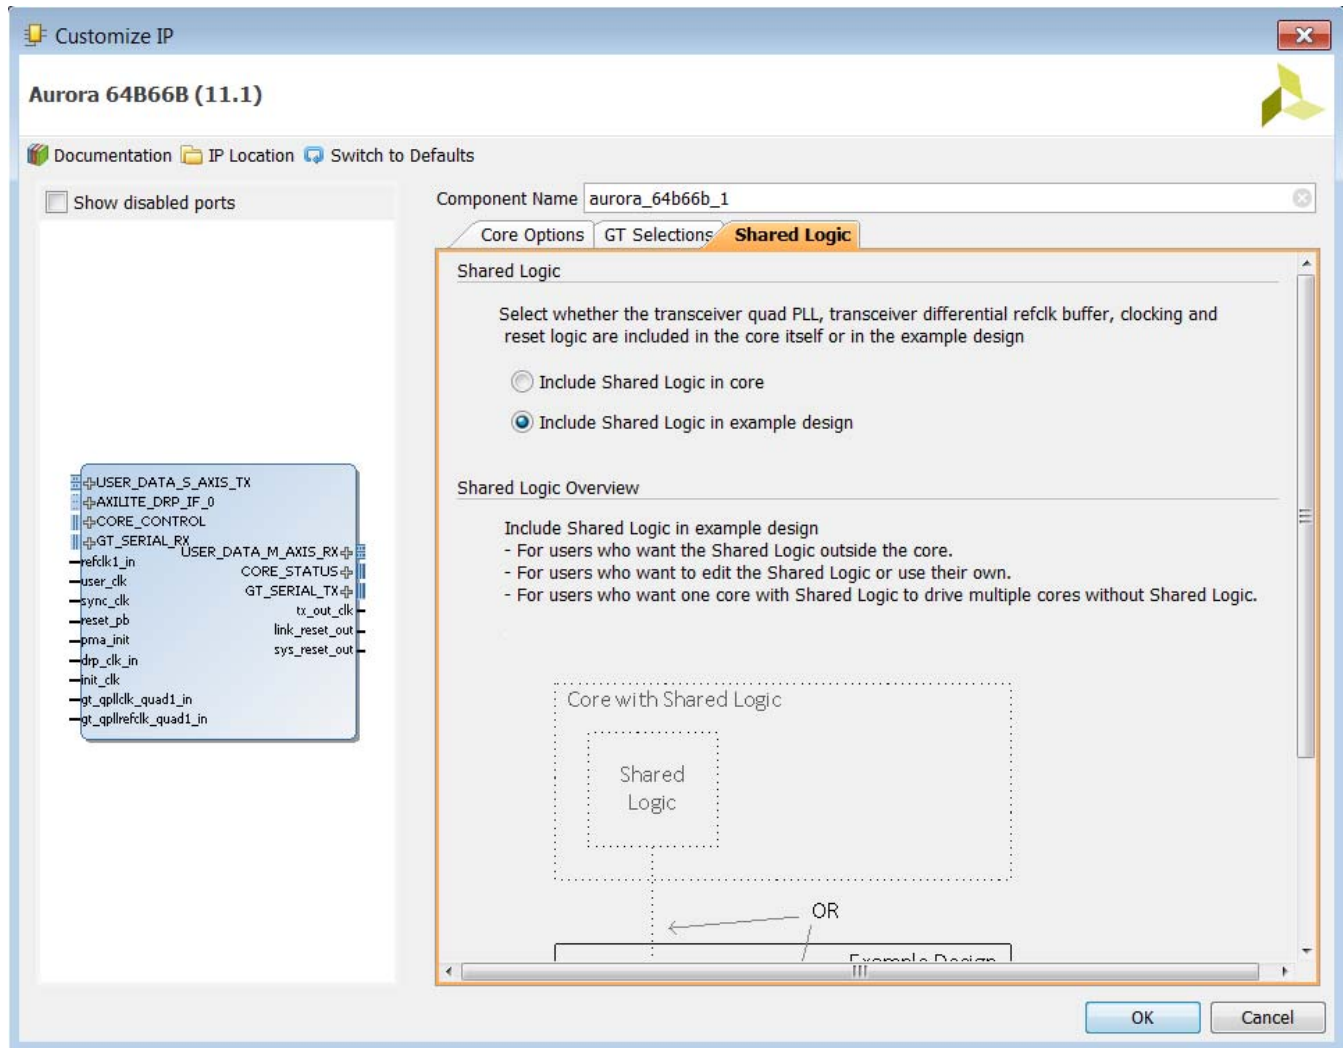 Customize IP
Aurora 64B66B (11.1)
Documentation IP Location Switch to Defaults
Show disabled ports
Component Name aurora_64b66b_1
Core Options GT Selections Shared Logic
Shared Logic
Select whether the transceiver quad PLL, transceiver differential refclk buffer, clocking and
reset logic are included in the core itself or in the example design
Include Shared Logic in core
Include Shared Logic in example design
Shared Logic Overview
Include Shared Logic in example design
- For users who want the Shared Logic outside the core.
- For users who want to edit the Shared Logic or use their own.
- For users who want one core with Shared Logic to drive multiple cores without Shared Logic.
Core with Shared Logic
Shared
Logic
OR
Example Design
USER_DATA_S_AXIS_TX
AXILITE_DRP_IF_0
CORE_CONTROL
GT_SERIAL_RX
refclk1_in
user_clk
sync_clk
reset_pb
pma_init
drp_clk_in
init_clk
gt_qpllclk_quad1_in
gt_qpllrefclk_quad1_in
USER_DATA_M_AXIS_RX
CORE_STATUS
GT_SERIAL_TX
tx_out_clk
link_reset_out
sys_reset_out
OK
Cancel